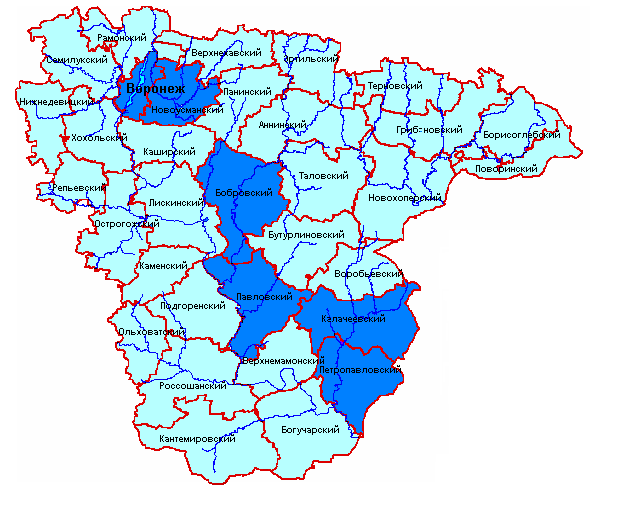 Рамонский
Верхнехавский
Семилукский
Эртильский
Терновский
Воронеж
Панинский
Нижнедевицкий
Новоусманский
Аннинский
Грибановский
Борисоглебский
Хохольский
Каширский
Поворинский
Таловский
Репьевский
Бобровский
Новохоперский
Лискинский
Острогожский
Бутурлиновский
Каменский
Воробьевский
Павловский
Подгоренский
Калачеевский
Ольховатский
Верхнемамонский
Петропавловский
Россошанский
Богучарский
Кантемировский